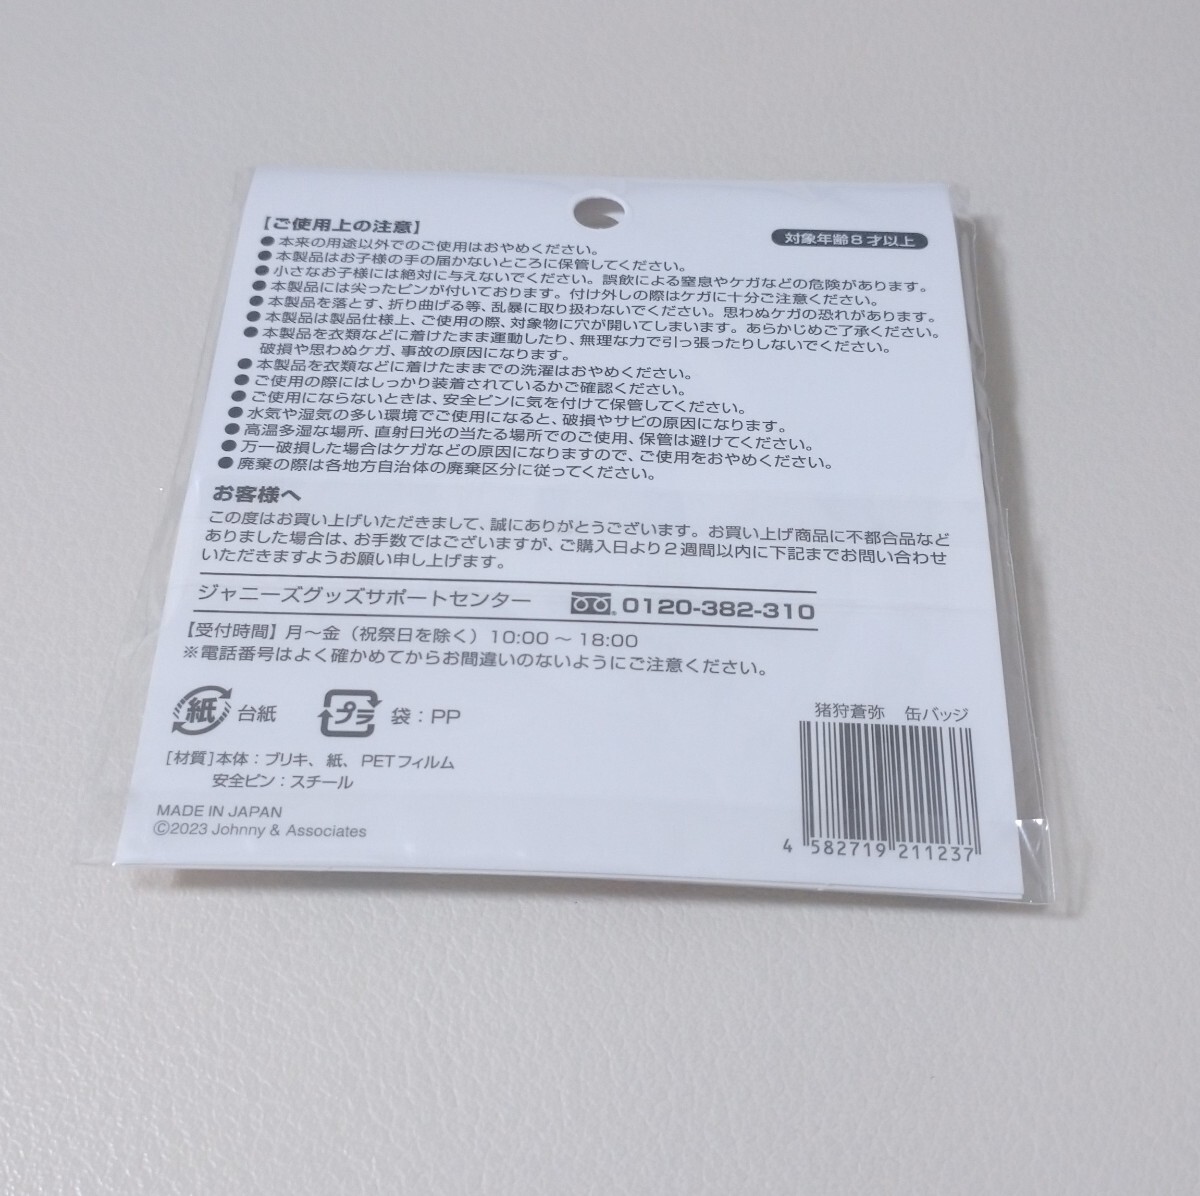 【ご使用上の注意】
対象年齢8才以上
●本来の用途以外でのご使用はおやめください。
●本製品はお子様の手の届かないところに保管してください。
●小さなお子様には絶対に与えないでください。誤飲による窒息やケガなどの危険があります。
●本製品には尖ったピンが付いております。付け外しの際はケガに十分ご注意ください。
●本製品を落とす、折り曲げる等、乱暴に取り扱わないでください。思わぬケガの恐れがあります。
●本製品は製品仕様上、ご使用の際、対象物に穴が開いてしまいます。あらかじめご了承ください。
●本製品を衣類などに着けたまま運動したり、無理な力で引っ張ったりしないでください。
破損や思わぬケガ、事故の原因になります。
●本製品を衣類などに着けたままでの洗濯はおやめください。
●ご使用の際にはしっかり装着されているかご確認ください。
●ご使用にならないときは、安全ピンに気を付けて保管してください。
●水気や湿気の多い環境でご使用になると、破損やサビの原因になります。
●高温多湿な場所、直射日光の当たる場所でのご使用、保管は避けてください。
●万一破損した場合はケガなどの原因になりますので、ご使用をおやめください。
●廃棄の際は各地方自治体の廃棄区分に従ってください。
お客様へ
この度はお買い上げいただきまして、誠にありがとうございます。お買い上げ商品に不都合品など
ありました場合は、お手数ではございますが、ご購入日より2週間以内に下記までお問い合わせ
いただきますようお願い申し上げます。
ジャニーズグッズサポートセンター 0120-382-310
【受付時間】月〜金（祝祭日を除く）10:00 〜 18:00
※電話番号はよく確かめてからお間違いのないようにご注意ください。
紙 台紙 プラ 袋：PP
[材質]本体：ブリキ、紙、PETフィルム
安全ピン：スチール
MADE IN JAPAN
©2023 Johnny & Associates
猪狩蒼弥 缶バッジ
4 582719 211237